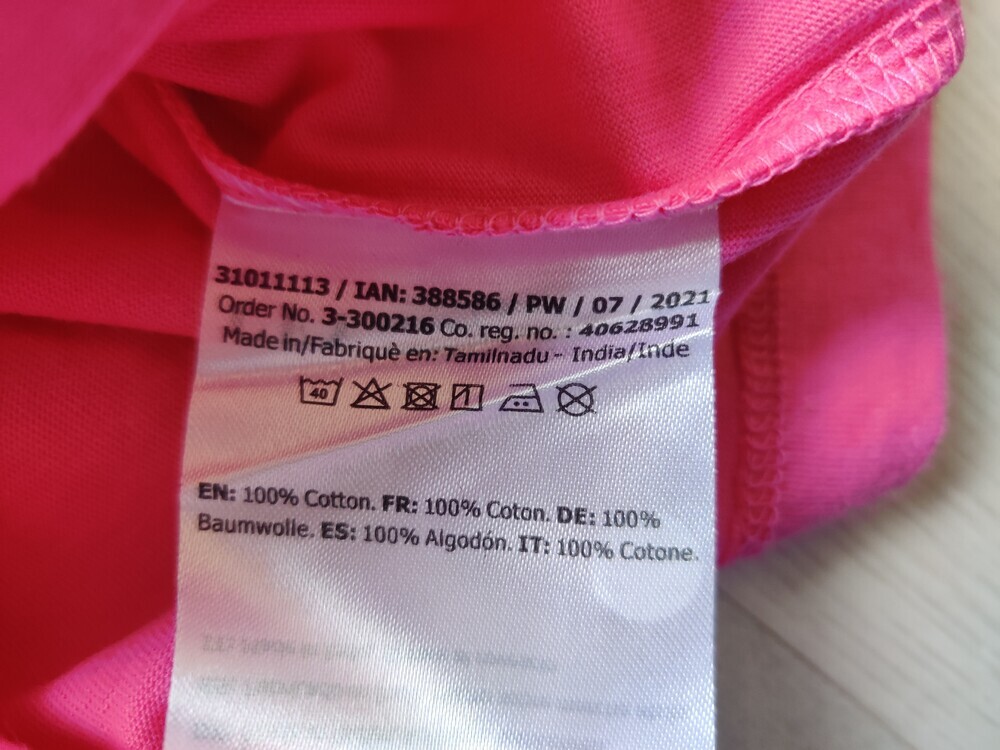 31011113 / IAN: 388586 / PW / 07 / 2021
Order No. 3-300216 Co. reg. no. : 40628991
Made in/Fabriquè en: Tamilnadu - India/Inde
40
EN: 100% Cotton. FR: 100% Coton. DE: 100%
Baumwolle. ES: 100% Algodón. IT: 100% Cotone.